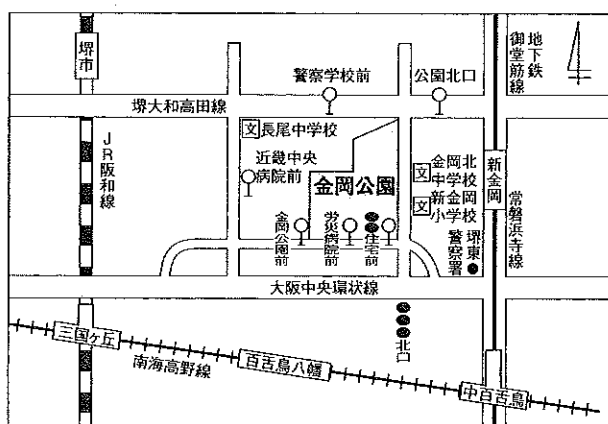 堺市
地下鉄
御堂筋線
警察学校前
公園北口
堺大和高田線
文 長尾中学校
JR阪和線
近畿中央
病院前
金岡公園
文 金岡北
中学校
文 新金岡
小学校
新金岡
常磐浜寺線
金岡公園前
労災病院前
●●住宅前
堺東
警察署
大阪中央環状線
●●●北口
三国ヶ丘
南海高野線
百舌鳥八幡
中百舌鳥